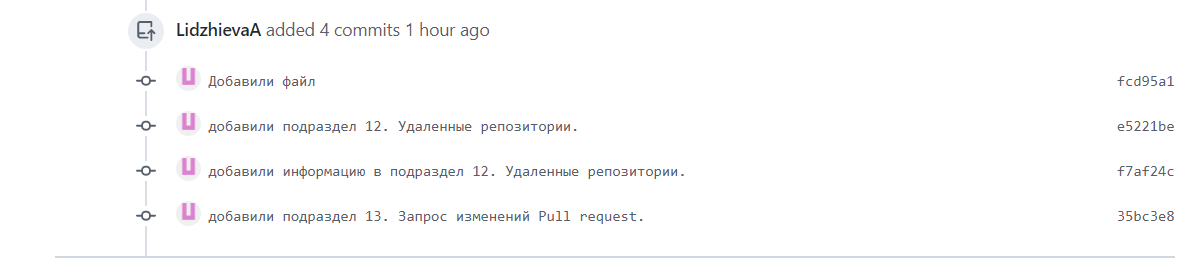 LidzhievaA added 4 commits 1 hour ago
Добавили файл fcd95a1
добавили подраздел 12. Удаленные репозитории. e5221be
добавили информацию в подраздел 12. Удаленные репозитории. f7af24c
добавили подраздел 13. Запрос изменений Pull request. 35bc3e8